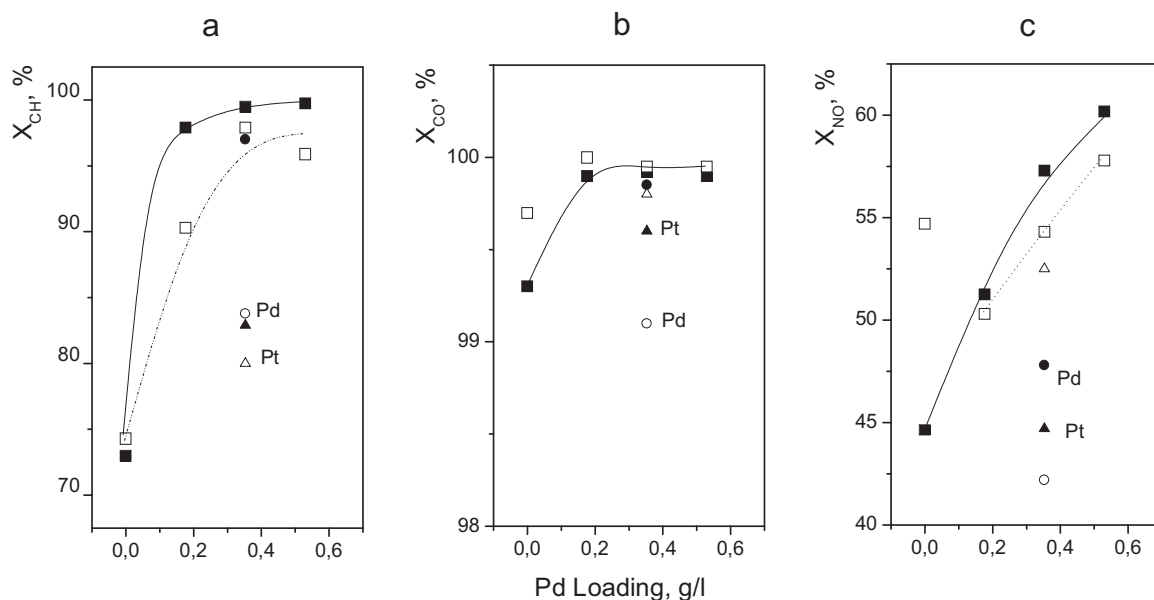 a
b
c
X_CH, %
100
90
80
70
0,0 0,2 0,4 0,6
Pd
Pt
X_CO, %
100
99
98
0,0 0,2 0,4 0,6
Pt
Pd
X_NO, %
60
55
50
45
40
0,0 0,2 0,4 0,6
Pd
Pt
Pd Loading, g/l